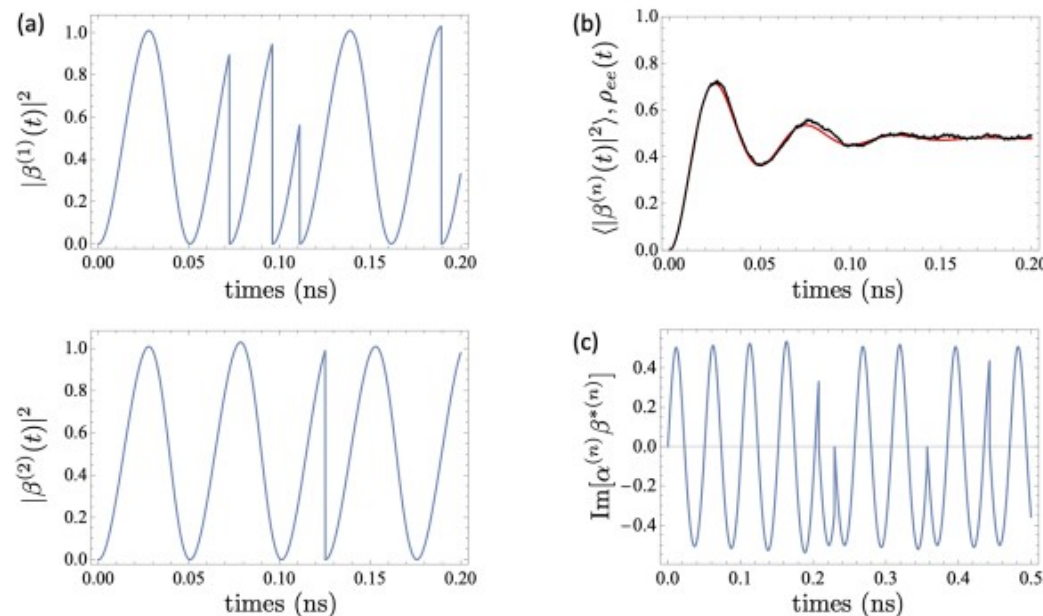 (a)
|β^{(1)}(t)|^2
1.0
0.8
0.6
0.4
0.2
0.0
0.00 0.05 0.10 0.15 0.20
times (ns)
(b)
⟨|β^{(n)}(t)|^2⟩, ρ_{ee}(t)
1.0
0.8
0.6
0.4
0.2
0.0
0.00 0.05 0.10 0.15 0.20
times (ns)
|β^{(2)}(t)|^2
1.0
0.8
0.6
0.4
0.2
0.0
0.00 0.05 0.10 0.15 0.20
times (ns)
(c)
Im[α^{(n)}β^{*(n)}]
0.4
0.2
0.0
−0.2
−0.4
0.0 0.1 0.2 0.3 0.4 0.5
times (ns)